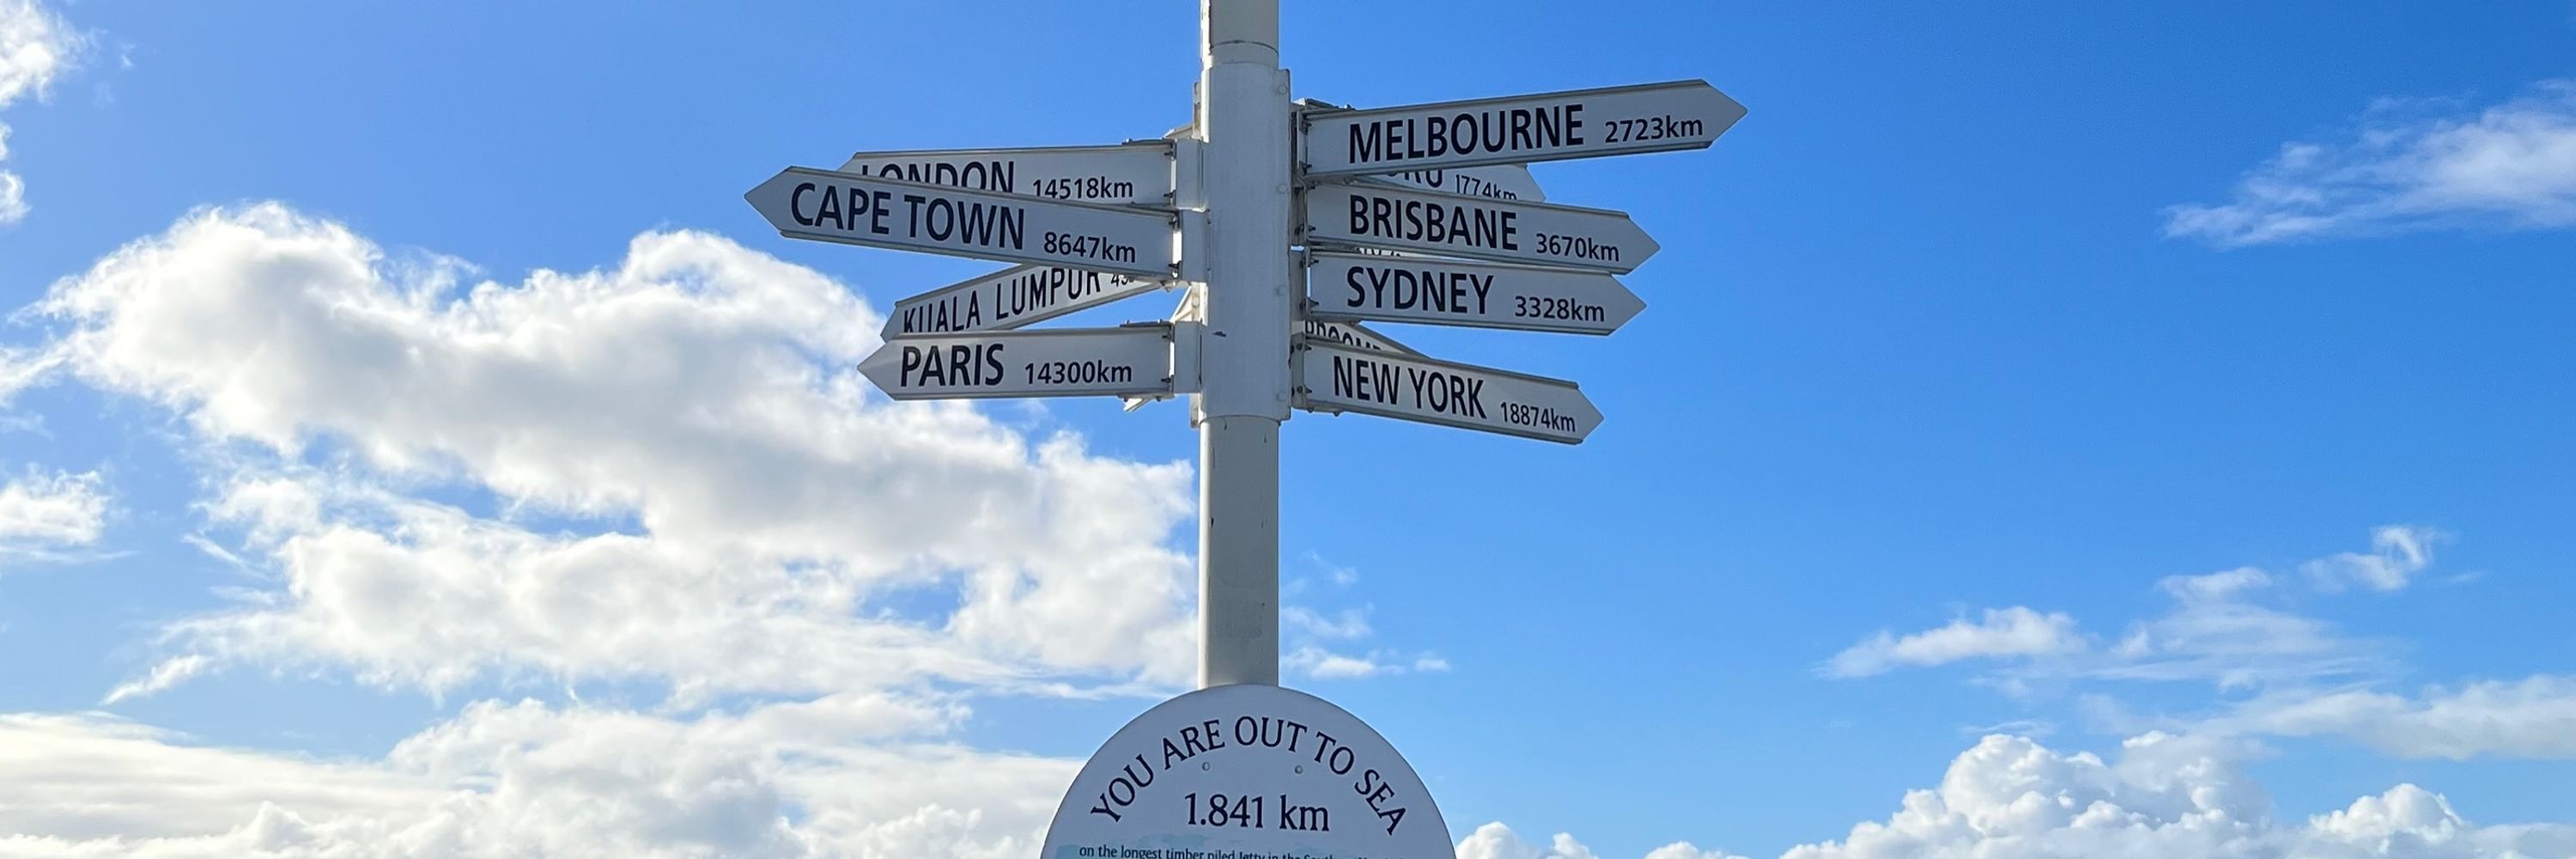 LONDON 14518km
CAPE TOWN 8647km
KUALA LUMPUR
PARIS 14300km
MELBOURNE 2723km
1774km
BRISBANE 3670km
SYDNEY 3328km
NEW YORK 18874km
YOU ARE OUT TO SEA
1.841 km
on the longest timber piled Jetty in the